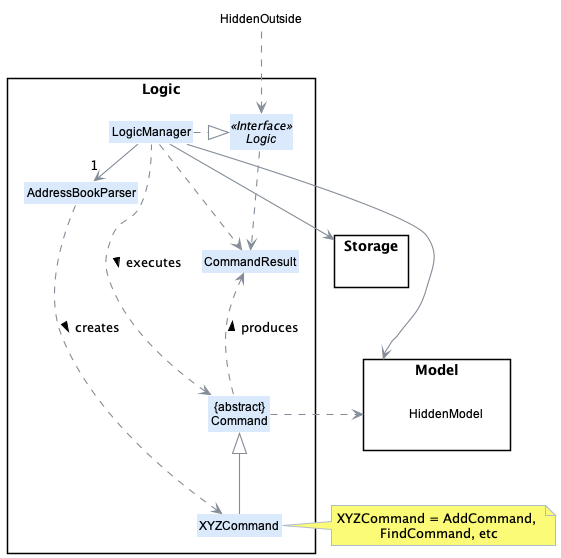 HiddenOutside
Logic
LogicManager
«Interface»
Logic
1
AddressBookParser
Storage
executes
CommandResult
creates
produces
Model
{abstract}
Command
HiddenModel
XYZCommand
XYZCommand = AddCommand,
FindCommand, etc